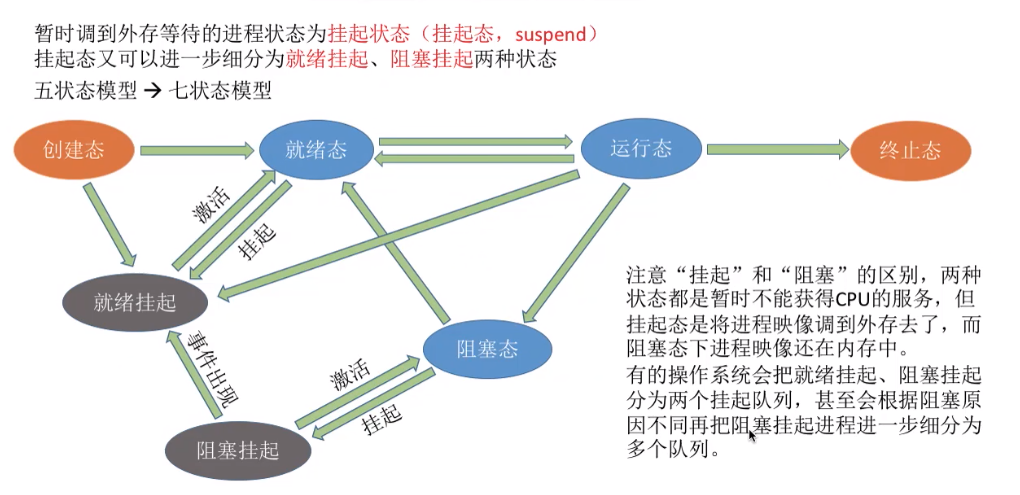 暂时调到外存等待的进程状态为挂起状态（挂起态，suspend）
挂起态又可以进一步细分为就绪挂起、阻塞挂起两种状态
五状态模型→七状态模型
创建态
就绪态
运行态
终止态
激活
挂起
就绪挂起
阻塞态
事件出现
激活
挂起
阻塞挂起
注意“挂起”和“阻塞”的区别，两种
状态都是暂时不能获得CPU的服务，但
挂起态是将进程映像调到外存去了，而
阻塞态下进程映像还在内存中。
有的操作系统会把就绪挂起、阻塞挂起
分为两个挂起队列，甚至会根据阻塞原
因不同再把阻塞挂起进程进一步细分为
多个队列。